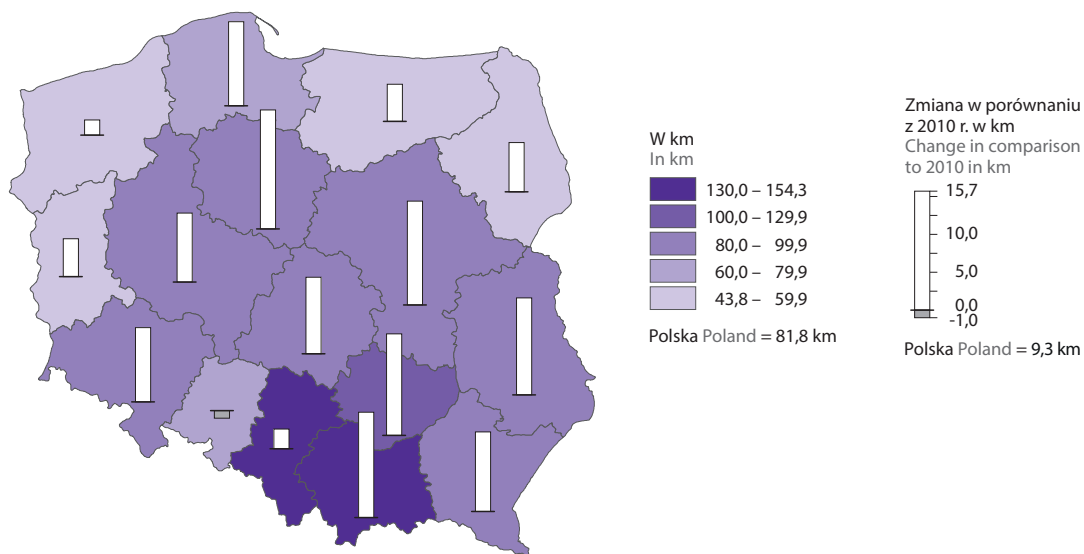 W km
In km
130,0 – 154,3
100,0 – 129,9
80,0 – 99,9
60,0 – 79,9
43,8 – 59,9
Polska Poland = 81,8 km
Zmiana w porównaniu
z 2010 r. w km
Change in comparison
to 2010 in km
15,7
10,0
5,0
0,0
-1,0
Polska Poland = 9,3 km